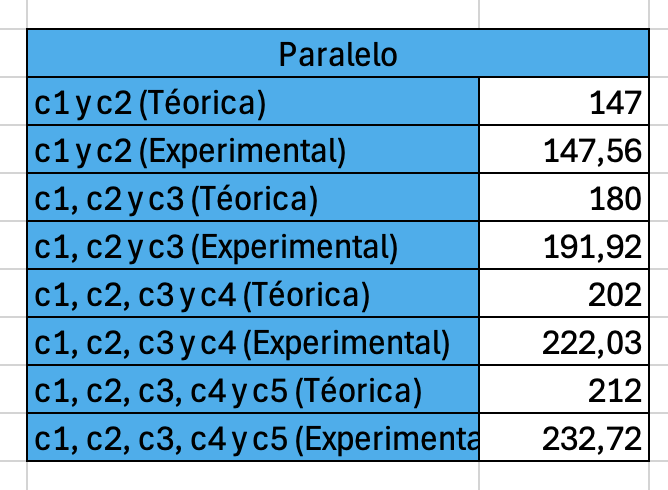 Paralelo
c1 y c2 (Téorica) 147
c1 y c2 (Experimental) 147,56
c1, c2 y c3 (Téorica) 180
c1, c2 y c3 (Experimental) 191,92
c1, c2, c3 y c4 (Téorica) 202
c1, c2, c3 y c4 (Experimental) 222,03
c1, c2, c3, c4 y c5 (Téorica) 212
c1, c2, c3, c4 y c5 (Experimenta 232,72